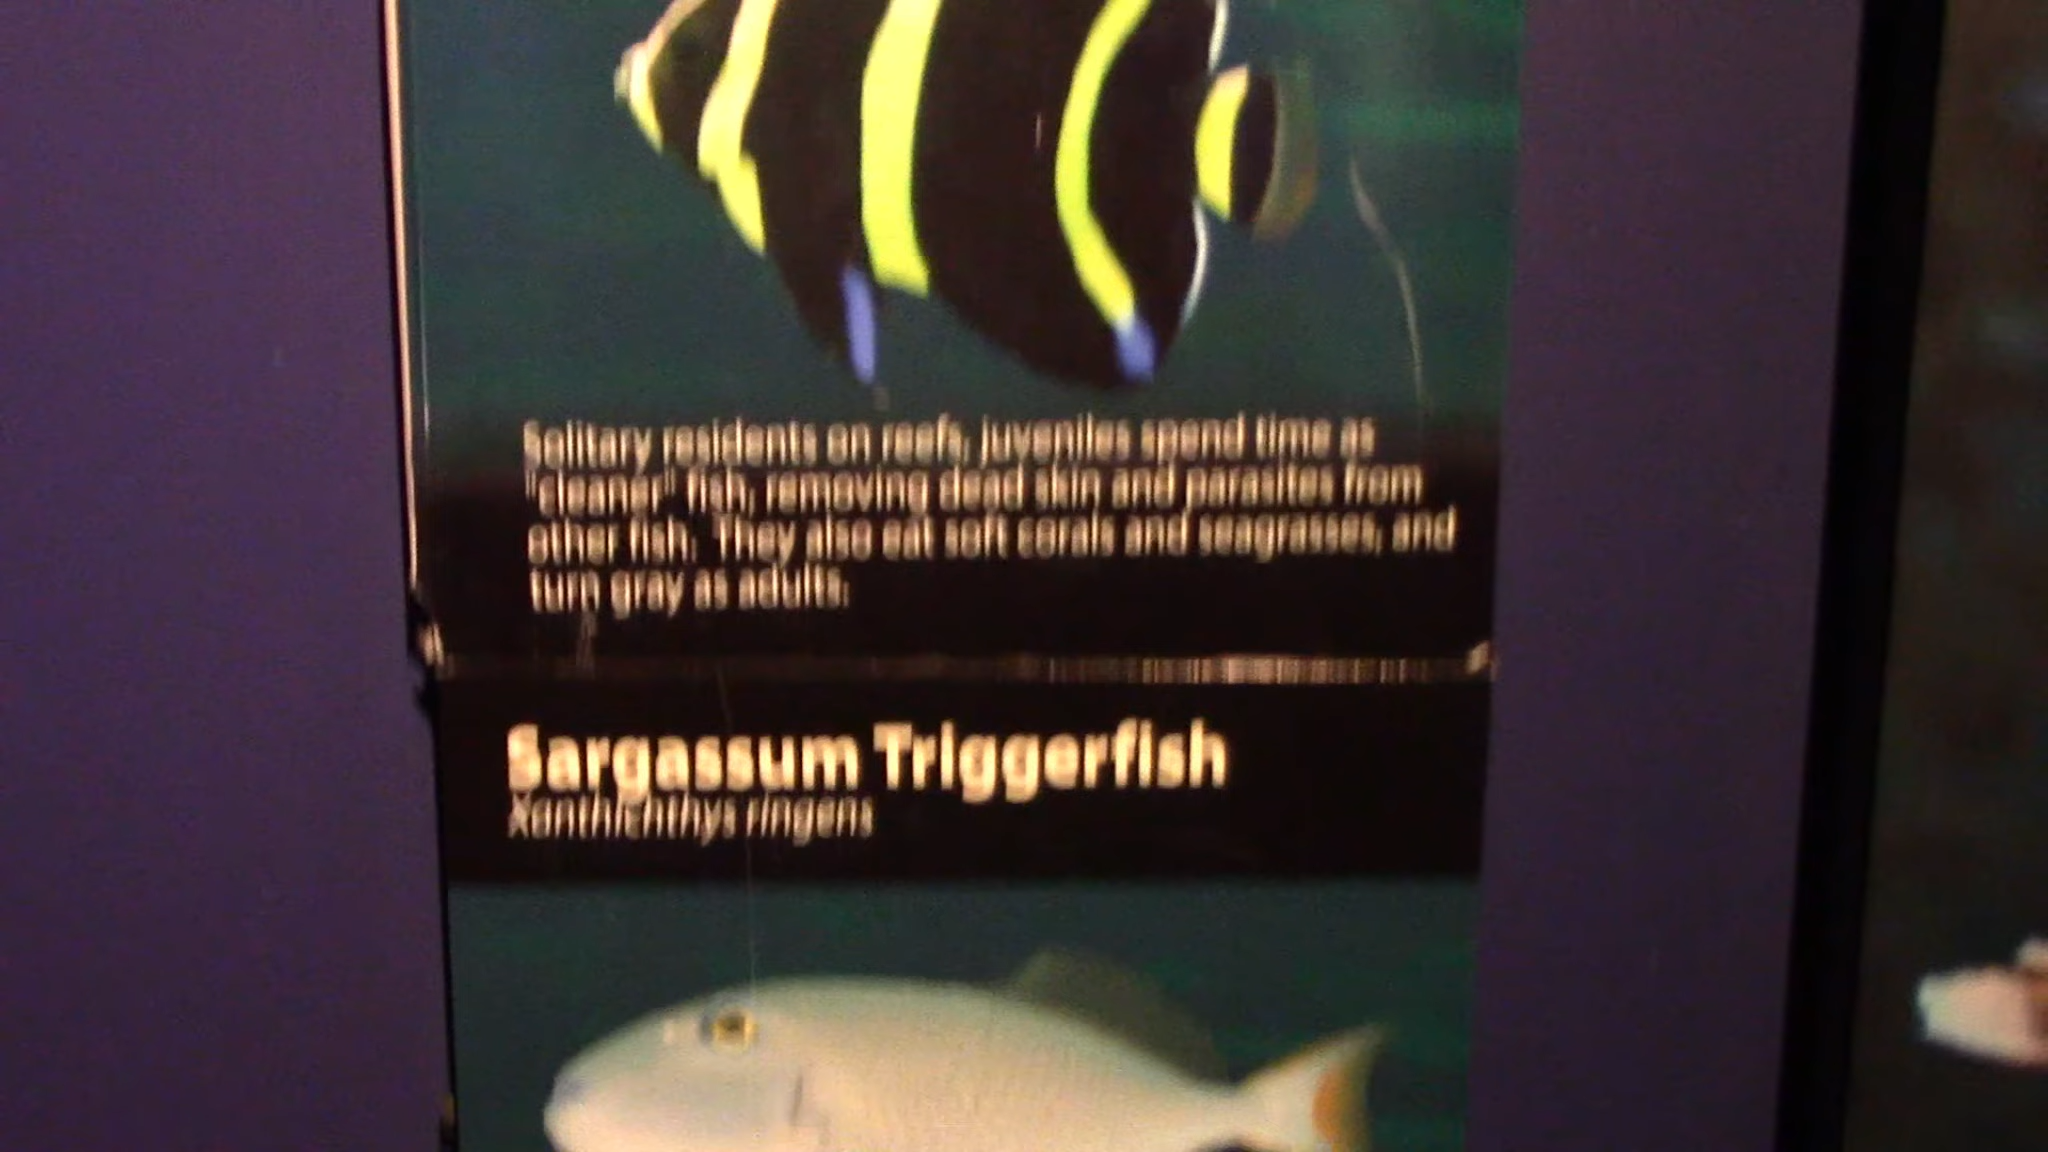 Solitary residents on reefs, juveniles spend time as
"cleaner" fish, removing dead skin and parasites from
other fish. They also eat soft corals and seagrasses, and
turn gray as adults.
Sargassum Triggerfish
Xanthichthys ringens